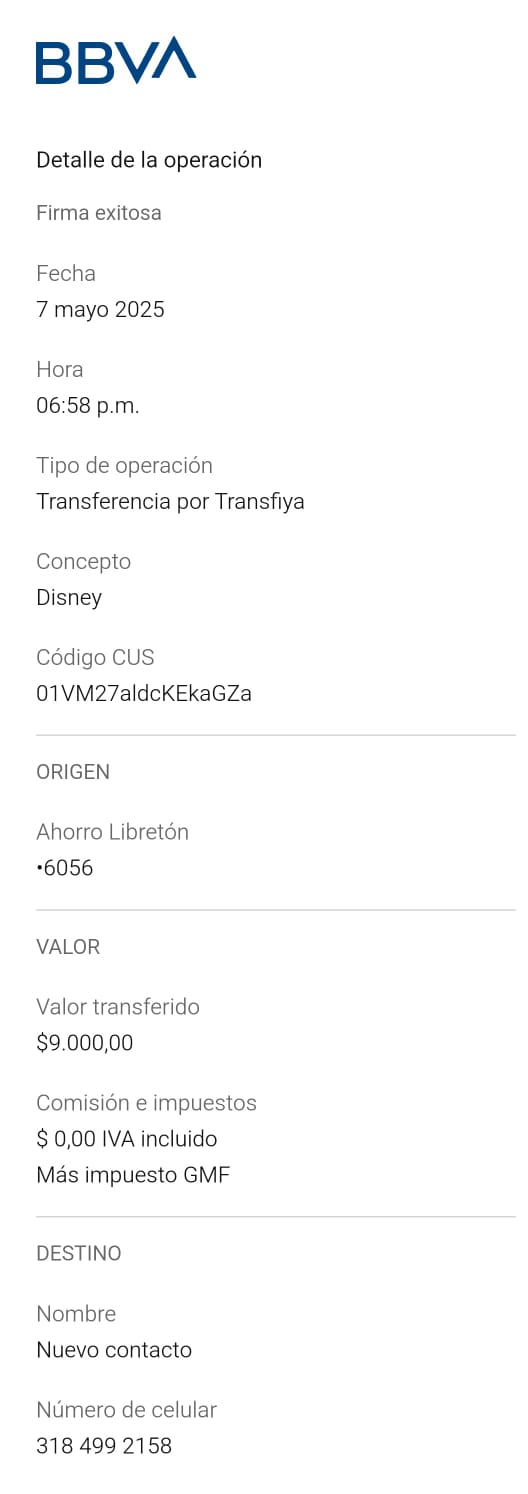 BBVA
Detalle de la operación
Firma exitosa
Fecha
7 mayo 2025
Hora
06:58 p.m.
Tipo de operación
Transferencia por Transfiya
Concepto
Disney
Código CUS
01VM27aldcKEkaGZa
ORIGEN
Ahorro Libretón
•6056
VALOR
Valor transferido
$9.000,00
Comisión e impuestos
$ 0,00 IVA incluido
Más impuesto GMF
DESTINO
Nombre
Nuevo contacto
Número de celular
318 499 2158